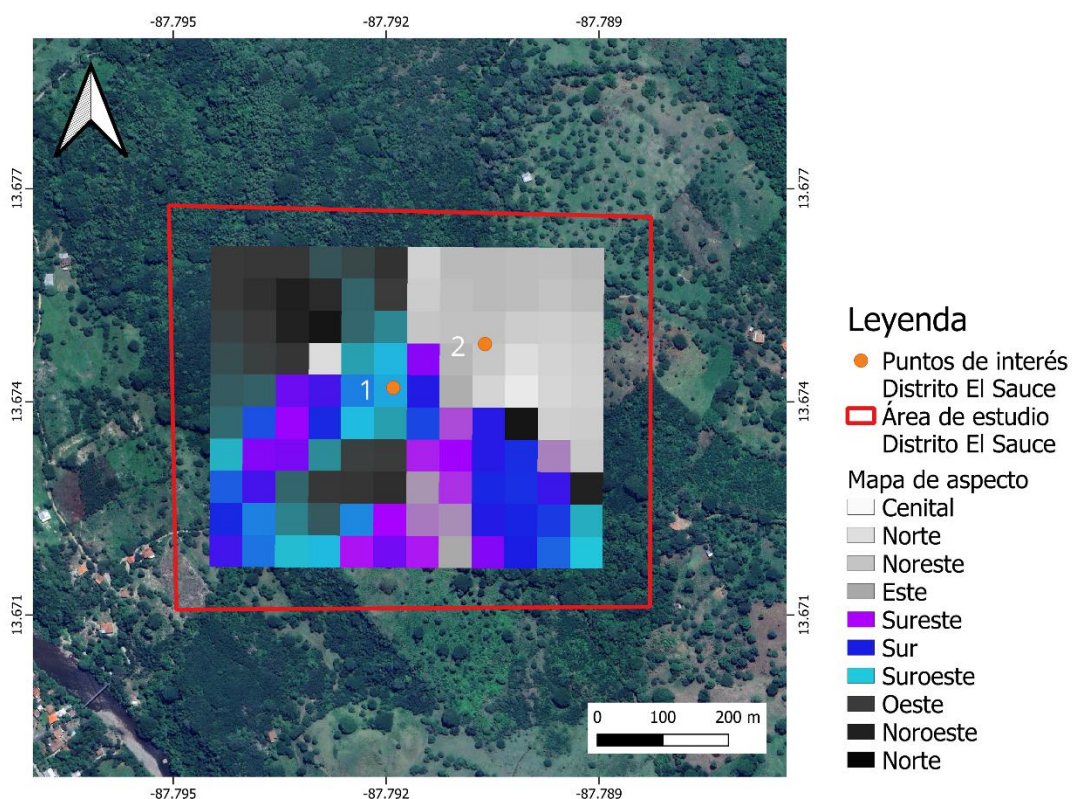 -87.795
-87.792
-87.789
13.677
13.677
13.674
13.674
13.671
13.671
1
2
0 100 200 m
-87.795
-87.792
-87.789
Leyenda
Puntos de interés
Distrito El Sauce
Área de estudio
Distrito El Sauce
Mapa de aspecto
Cenital
Norte
Noreste
Este
Sureste
Sur
Suroeste
Oeste
Noroeste
Norte